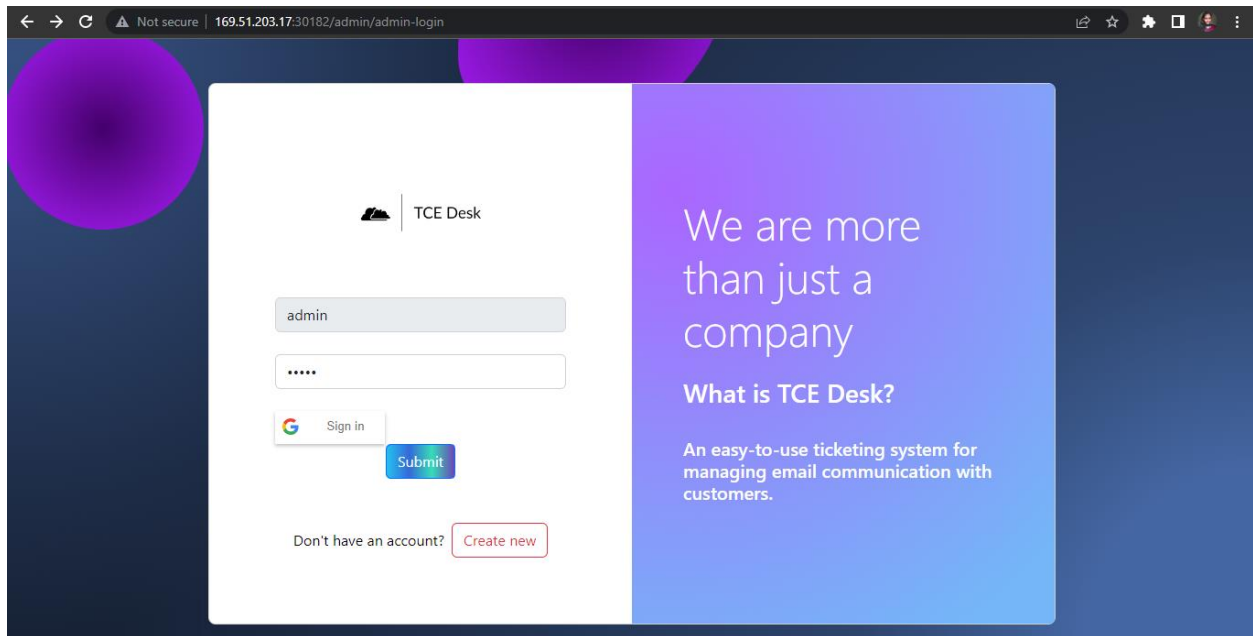 Not secure | 169.51.203.17:30182/admin/admin-login
TCE Desk
admin
•••••
Sign in
Submit
Don't have an account? Create new
We are more
than just a
company
What is TCE Desk?
An easy-to-use ticketing system for
managing email communication with
customers.